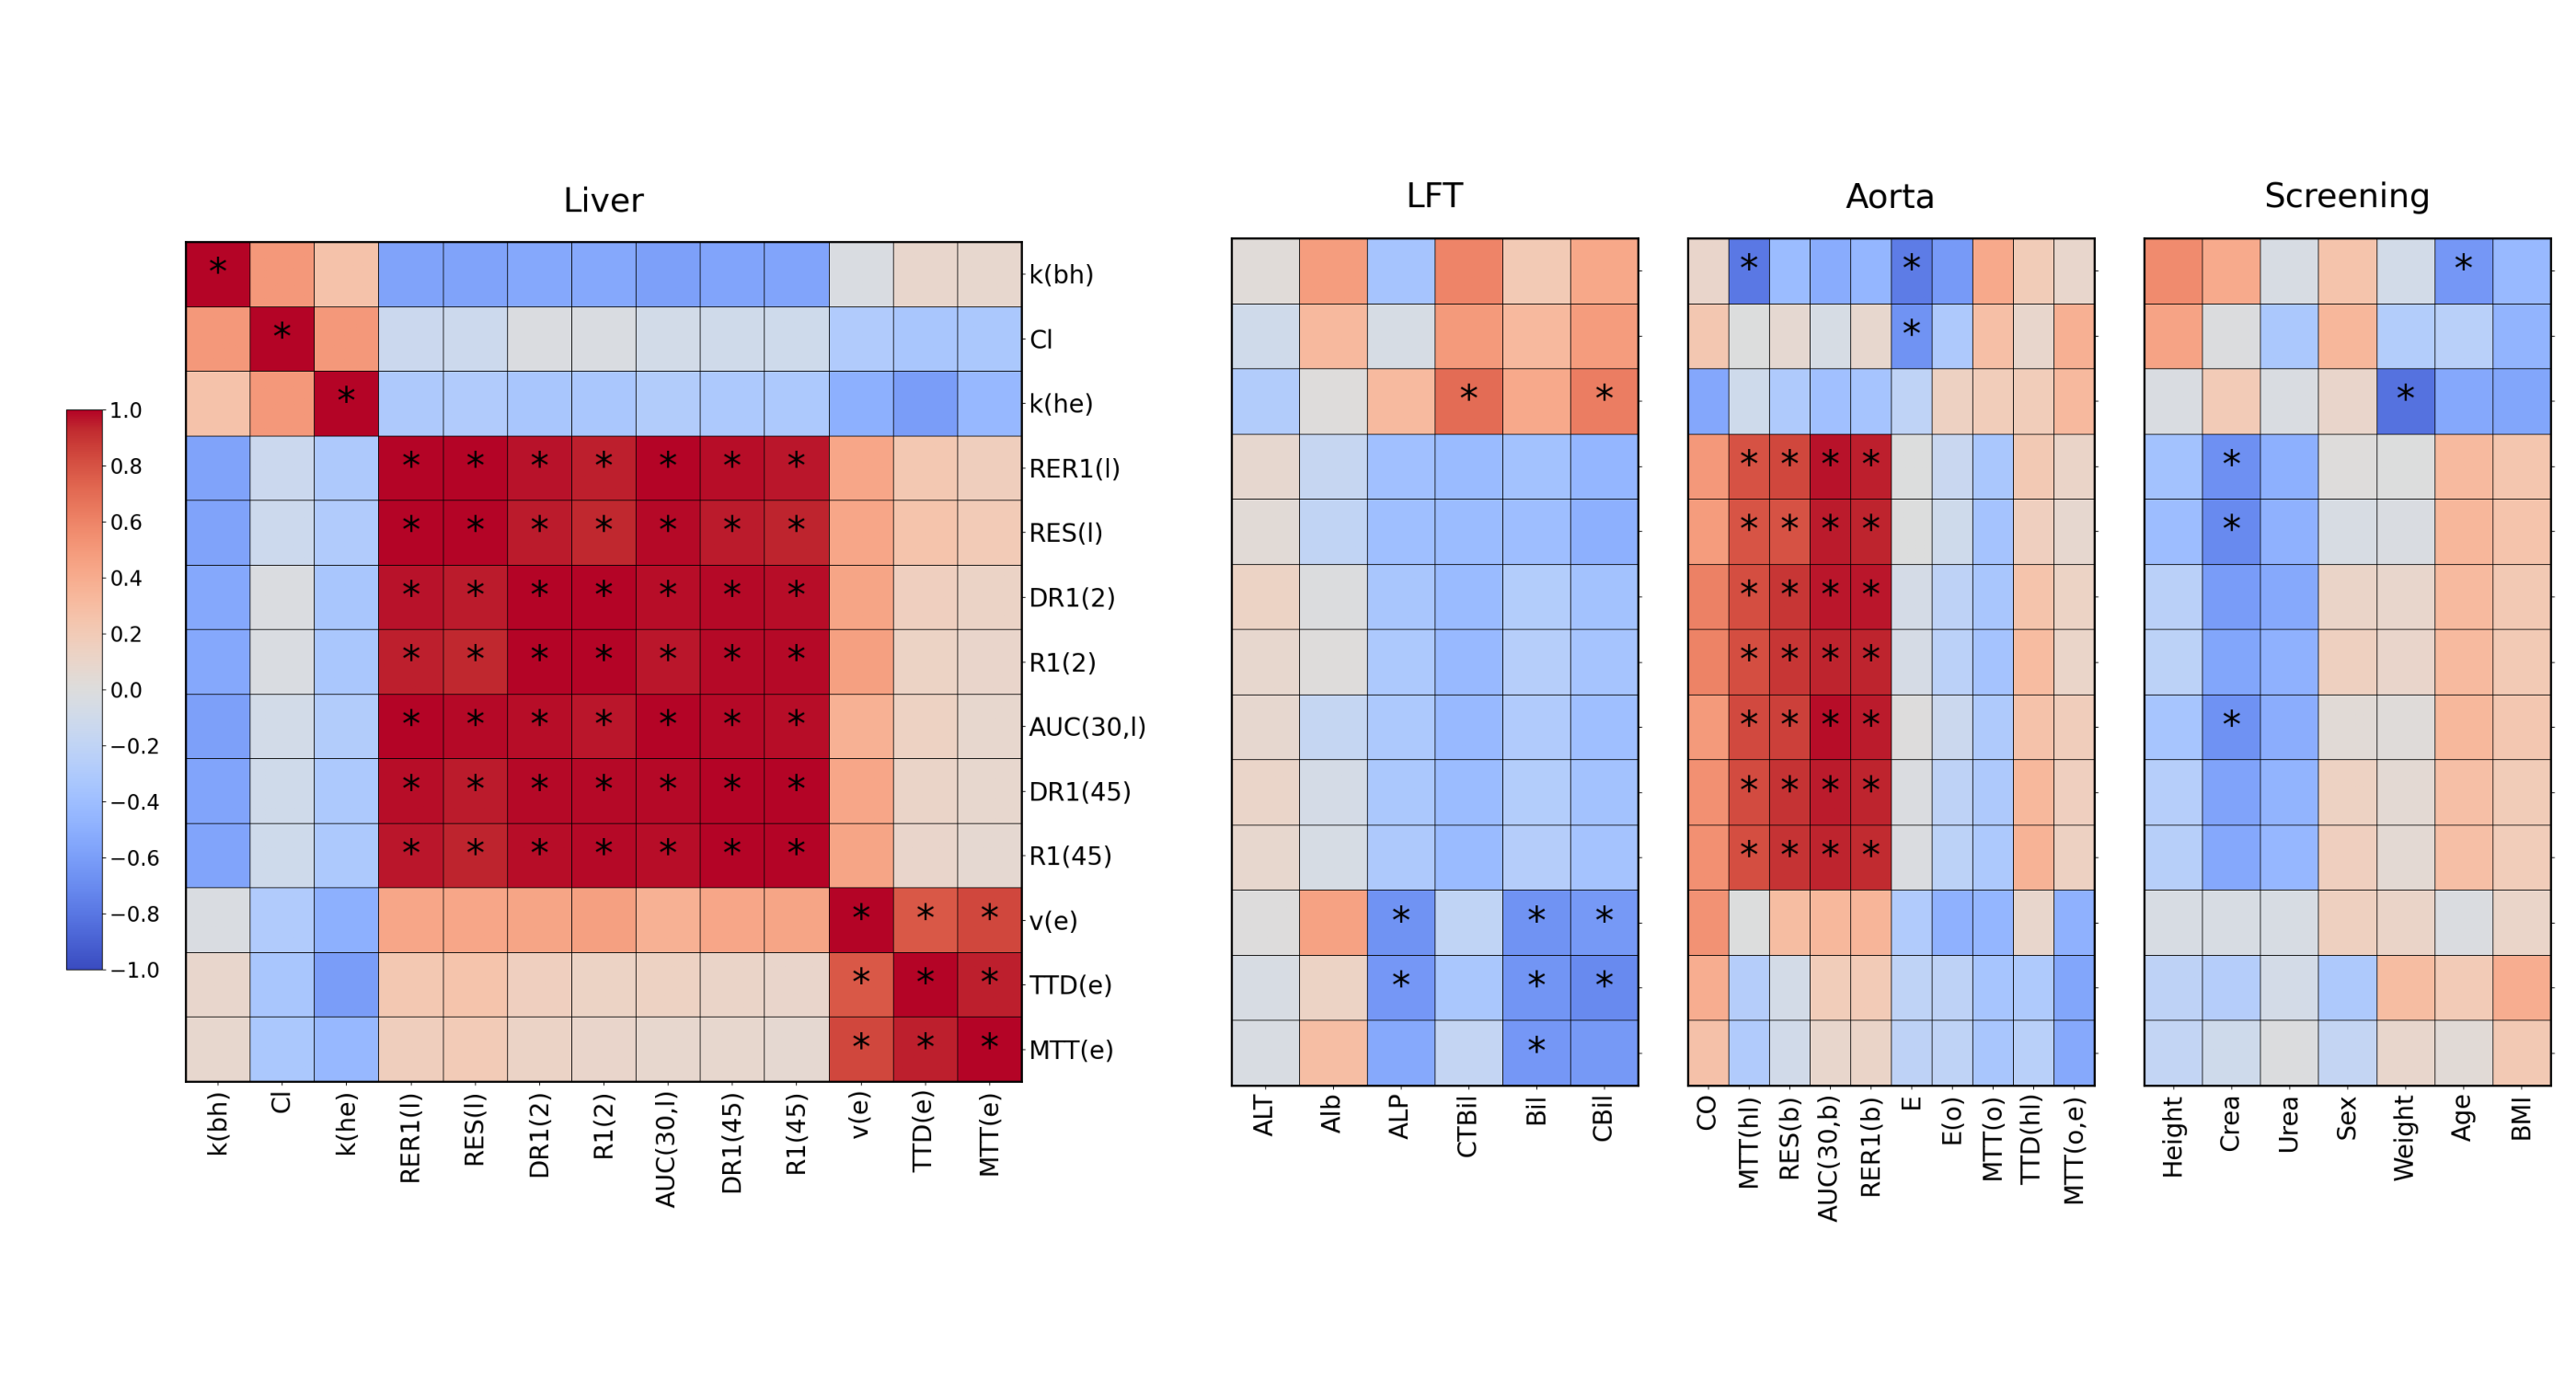 Liver
LFT
Aorta
Screening
k(bh)
Cl
k(he)
RER1(l)
RES(l)
DR1(2)
R1(2)
AUC(30,l)
DR1(45)
R1(45)
v(e)
TTD(e)
MTT(e)
1.0
0.8
0.6
0.4
0.2
0.0
−0.2
−0.4
−0.6
−0.8
−1.0
k(bh)
Cl
k(he)
RER1(l)
RES(l)
DR1(2)
R1(2)
AUC(30,l)
DR1(45)
R1(45)
v(e)
TTD(e)
MTT(e)
ALT
Alb
ALP
CTBil
Bil
CBil
CO
MTT(hl)
RES(b)
AUC(30,b)
RER1(b)
E
E(o)
MTT(o)
TTD(hl)
MTT(o,e)
Height
Crea
Urea
Sex
Weight
Age
BMI